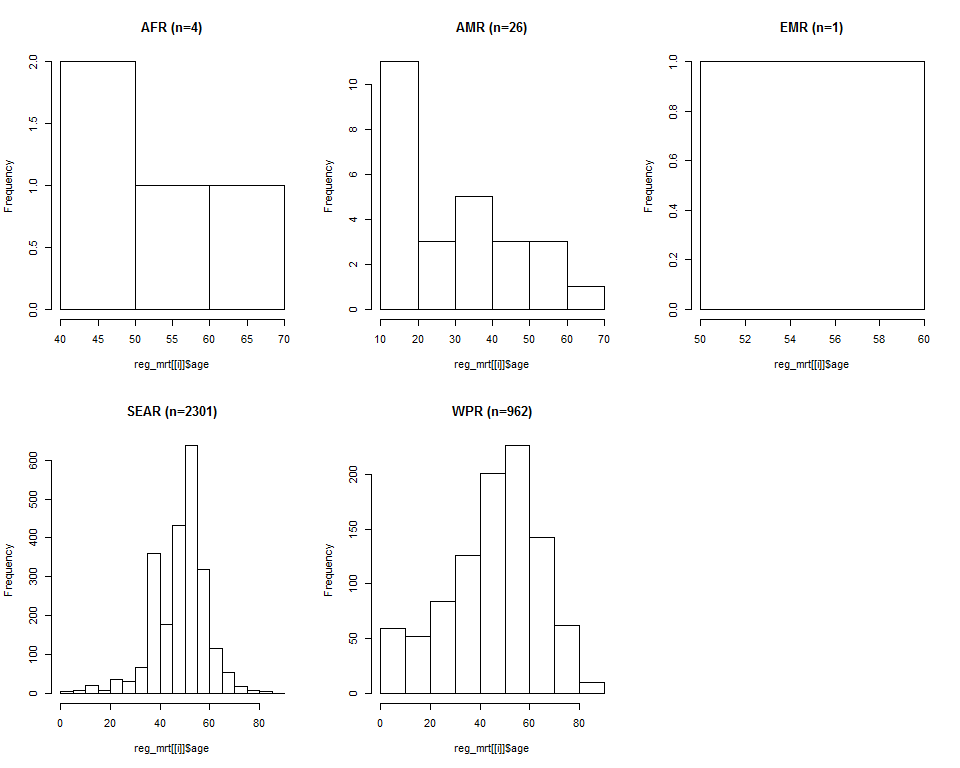 AFR (n=4)
Frequency
0.0 0.5 1.0 1.5 2.0
40 45 50 55 60 65 70
reg_mrt[[i]]$age
AMR (n=26)
Frequency
0 2 4 6 8 10
10 20 30 40 50 60 70
reg_mrt[[i]]$age
EMR (n=1)
Frequency
0.0 0.2 0.4 0.6 0.8 1.0
50 52 54 56 58 60
reg_mrt[[i]]$age
SEAR (n=2301)
Frequency
0 100 200 300 400 500 600
0 20 40 60 80
reg_mrt[[i]]$age
WPR (n=962)
Frequency
0 50 100 150 200
0 20 40 60 80
reg_mrt[[i]]$age